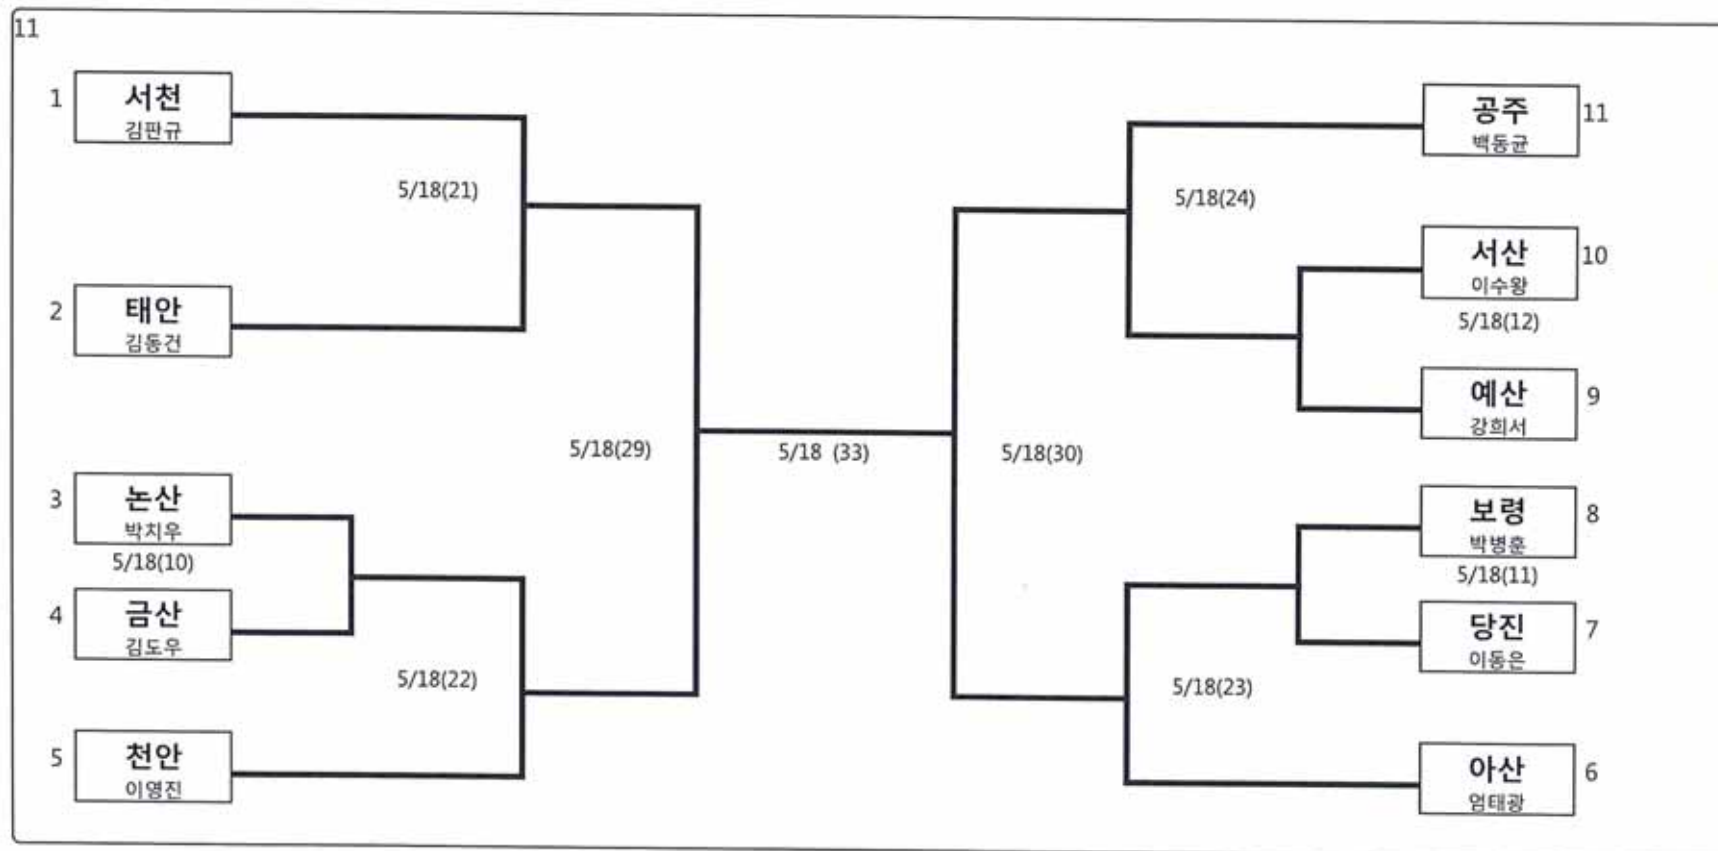 11
1
서천
김판규
5/18(21)
2
태안
김동건
5/18(29)
3
논산
박치우
5/18(10)
4
금산
김도우
5/18(22)
5
천안
이영진
5/18 (33)
공주
백동균
11
5/18(24)
서산
이수왕
10
5/18(12)
예산
강희서
9
5/18(30)
보령
박병훈
8
5/18(11)
당진
이동은
7
5/18(23)
아산
엄태광
6